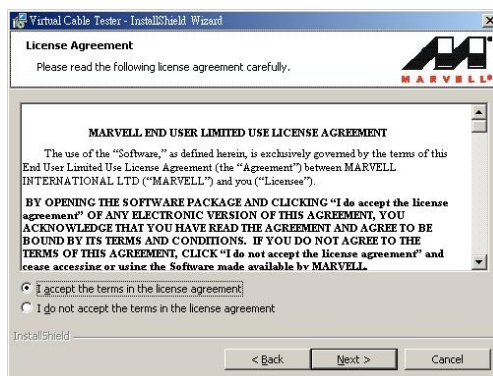 Virtual Cable Tester - InstallShield Wizard
License Agreement
Please read the following license agreement carefully.
MARVELL®
MARVELL END USER LIMITED USE LICENSE AGREEMENT
The use of the “Software,” as defined herein, is exclusively governed by the terms of this
End User Limited Use License Agreement (the “Agreement”) between MARVELL
INTERNATIONAL LTD (“MARVELL”) and you (“Licensee”).
BY OPENING THE SOFTWARE PACKAGE AND CLICKING “I do accept the license
agreement” OF ANY ELECTRONIC VERSION OF THIS AGREEMENT, YOU
ACKNOWLEDGE THAT YOU HAVE READ THE AGREEMENT AND AGREE TO BE
BOUND BY ITS TERMS AND CONDITIONS. IF YOU DO NOT AGREE TO THE
TERMS OF THIS AGREEMENT, CLICK “I do not accept the license agreement” and
cease accessing or using the Software made available by MARVELL.
I accept the terms in the license agreement
I do not accept the terms in the license agreement
InstallShield
< Back
Next >
Cancel